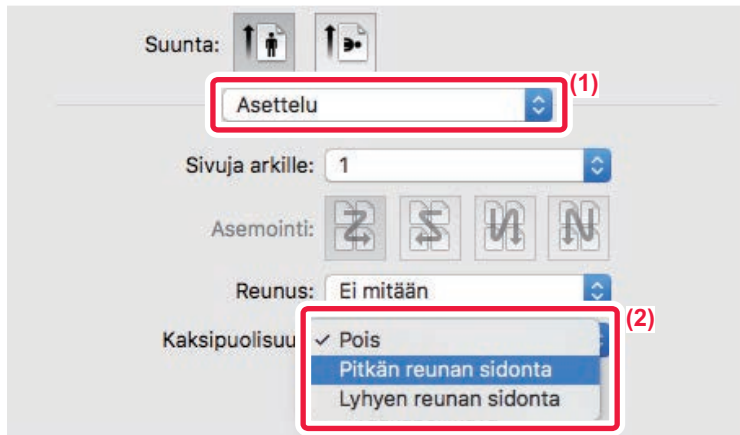 Suunta:
(1)
Asettelu
Sivuja arkille: 1
Asemointi:
Reunus: Ei mitään
(2)
Kaksipuolisuu ✓ Pois
Pitkän reunan sidonta
Lyhyen reunan sidonta